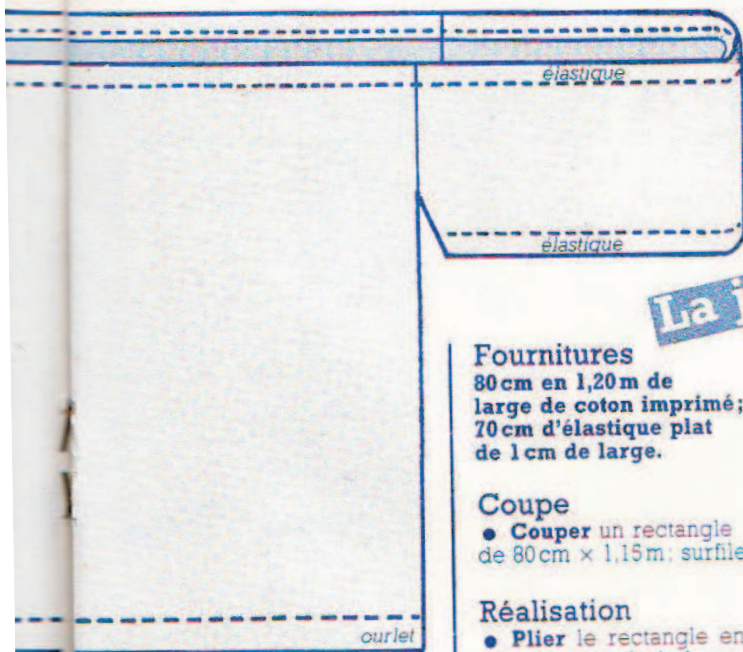 élastique
élastique
La
Fournitures
80 cm en 1,20 m de
large de coton imprimé;
70 cm d'élastique plat
de 1 cm de large.
Coupe
• Couper un rectangle
de 80 cm × 1,15 m; surfile
Réalisation
• Plier le rectangle en
ourlet